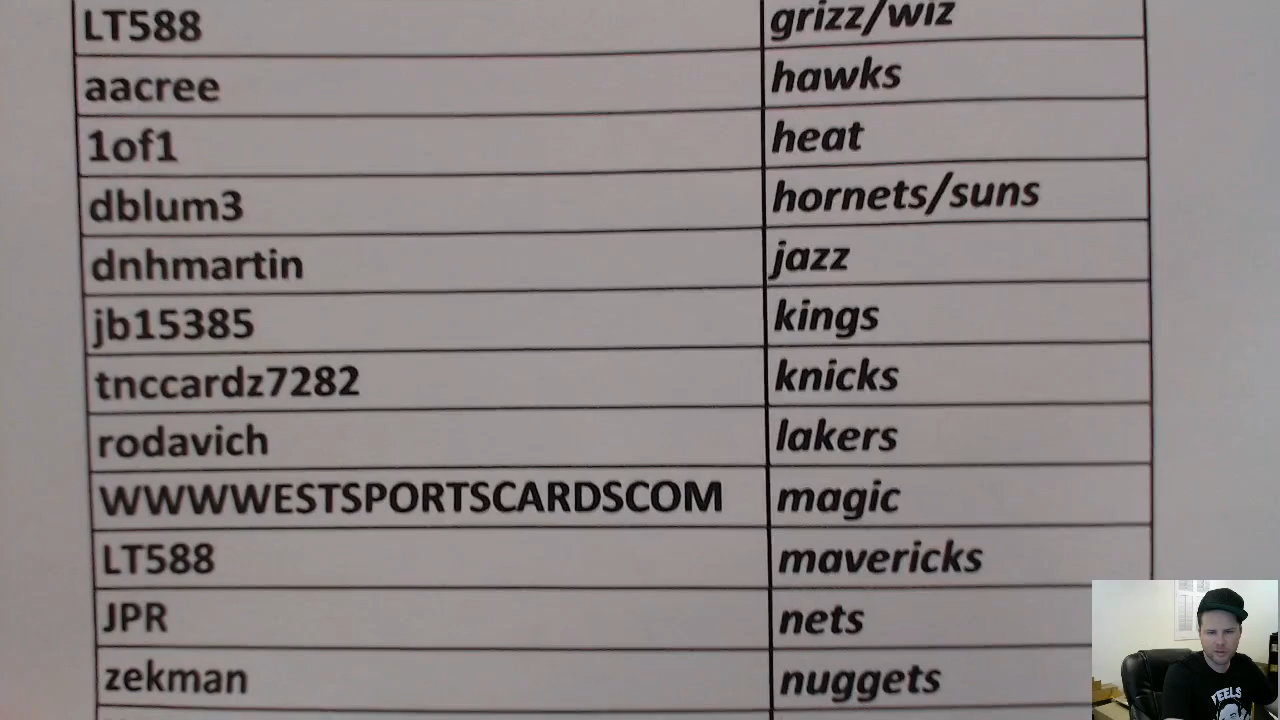 LT588 grizz/wiz
aacree hawks
1of1 heat
dblum3 hornets/suns
dnhmartin jazz
jb15385 kings
tnccardz7282 knicks
rodavich lakers
WWWWESTSPORTSCARDSCOM magic
LT588 mavericks
JPR nets
zekman nuggets
FEELS